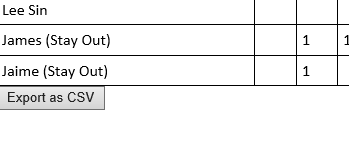 Lee Sin
James (Stay Out) 1 1
Jaime (Stay Out) 1
Export as CSV